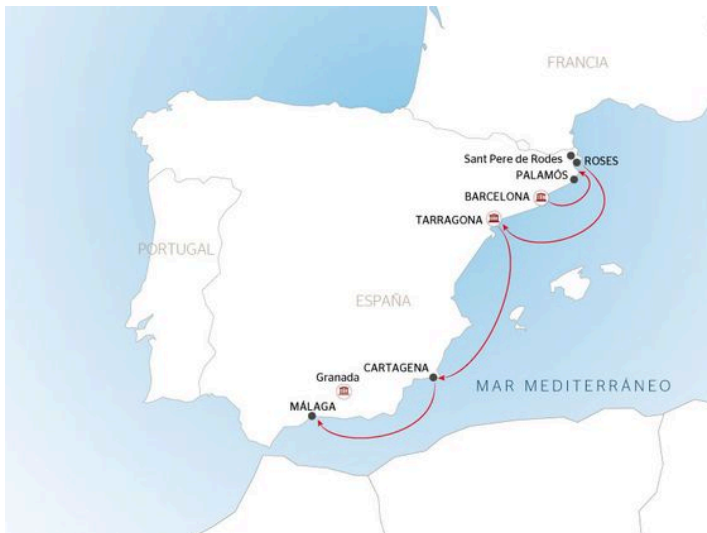 FRANCIA
Sant Pere de Rodes
ROSES
PALAMÓS
BARCELONA
TARRAGONA
PORTUGAL
ESPAÑA
CARTAGENA
Granada
MAR MEDITERRÁNEO
MÁLAGA